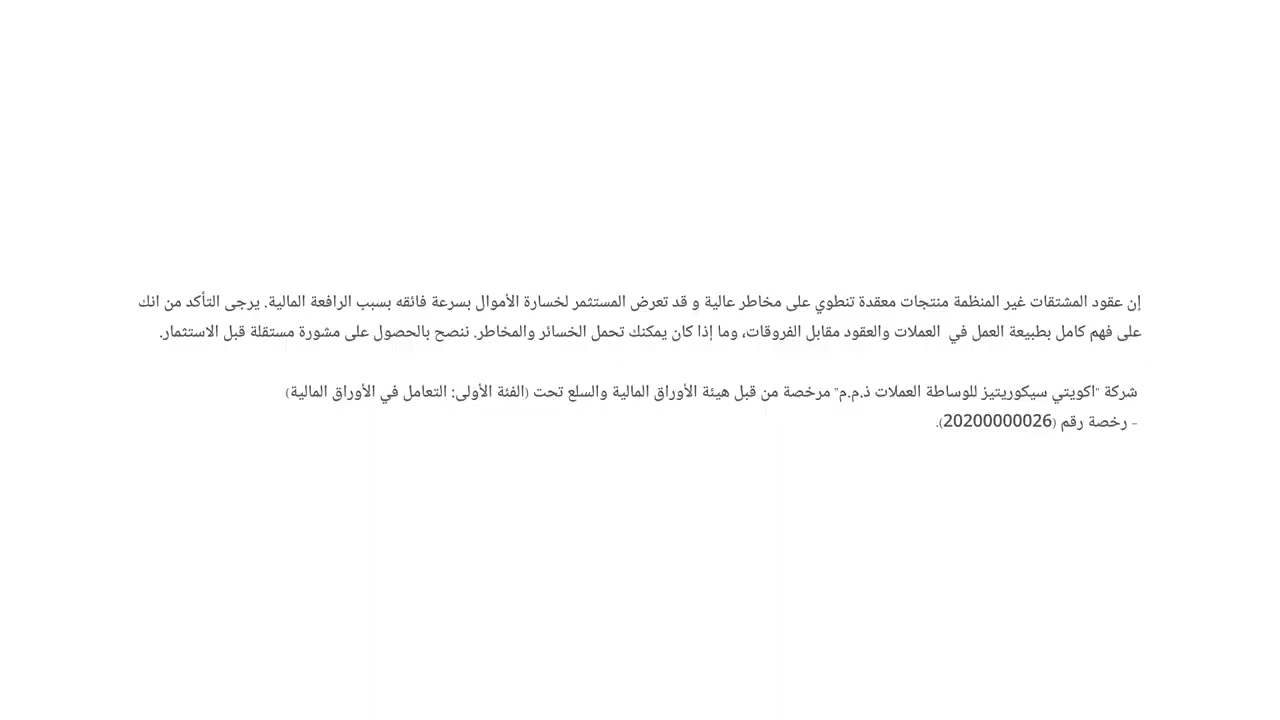 إن عقود المشتقات غير المنظمة منتجات معقدة تنطوي على مخاطر عالية و قد تعرض المستثمر لخسارة الأموال بسرعة فائقه بسبب الرافعة المالية. يرجى التأكد من انك
على فهم كامل بطبيعة العمل في العملات والعقود مقابل الفروقات، وما إذا كان يمكنك تحمل الخسائر والمخاطر. ننصح بالحصول على مشورة مستقلة قبل الاستثمار.
شركة "اكويتي سيكوريتيز للوساطة العملات ذ.م.م" مرخصة من قبل هيئة الأوراق المالية والسلع تحت (الفئة الأولى: التعامل في الأوراق المالية)
– رخصة رقم (20200000026).